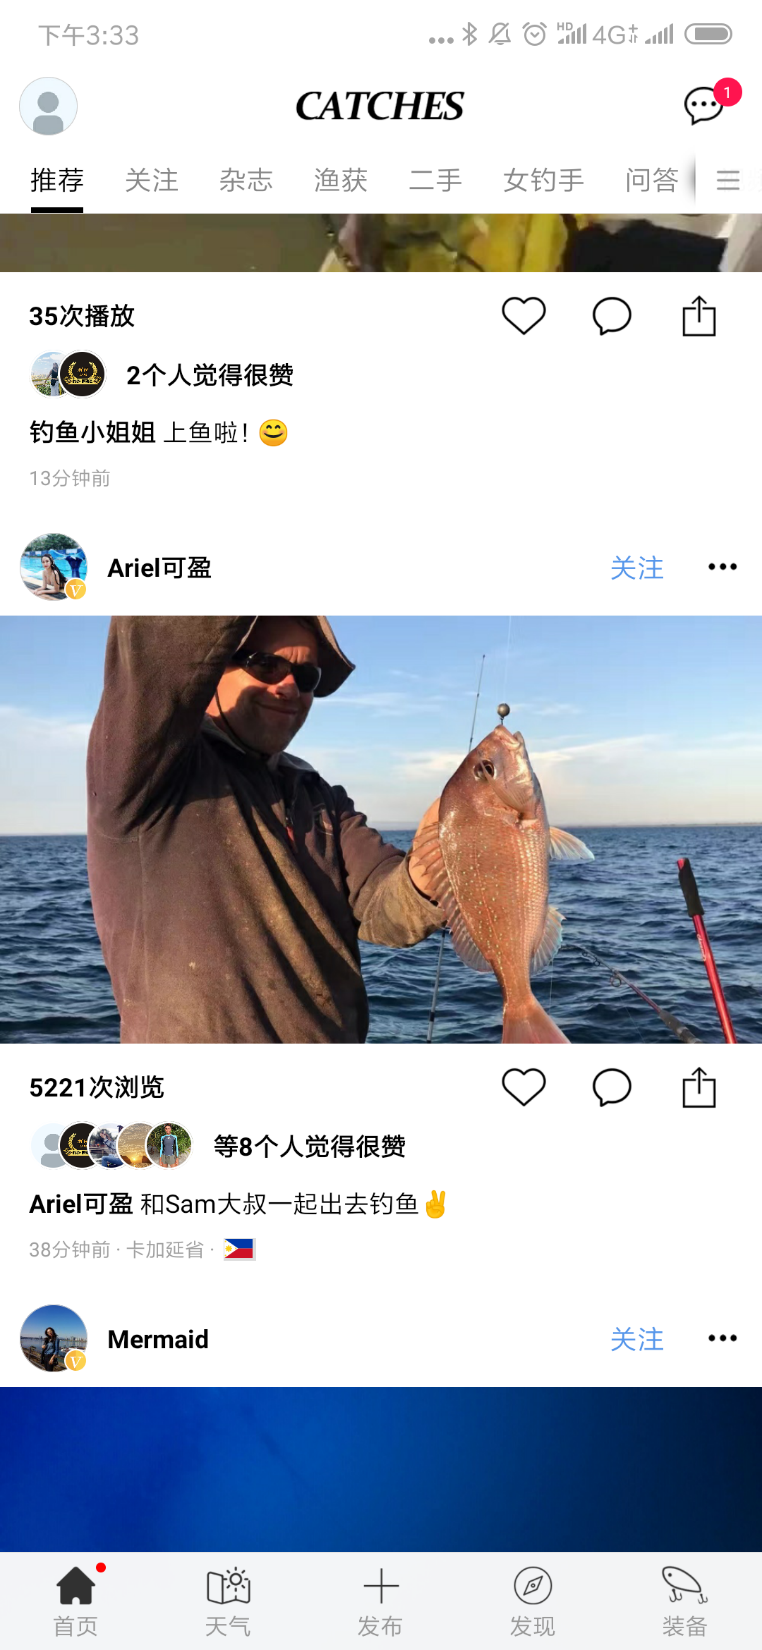 下午3:33
HD 4G
CATCHES
1
推荐 关注 杂志 渔获 二手 女钓手 问答
35次播放
2个人觉得很赞
钓鱼小姐姐 上鱼啦！😊
13分钟前
Ariel可盈 关注
5221次浏览
等8个人觉得很赞
Ariel可盈 和Sam大叔一起出去钓鱼✌
38分钟前 · 卡加延省 · 🇵🇭
Mermaid 关注
首页 天气 发布 发现 装备